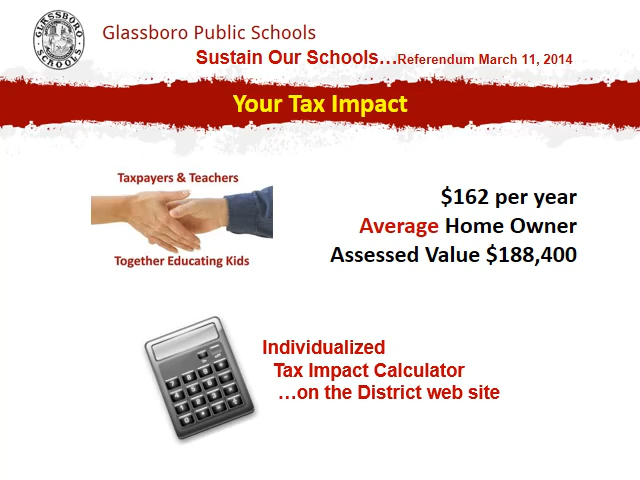 GLASSBORO
SCHOOLS
Glassboro Public Schools
Sustain Our Schools…Referendum March 11, 2014
Your Tax Impact
Taxpayers & Teachers
Together Educating Kids
$162 per year
Average Home Owner
Assessed Value $188,400
Individualized
Tax Impact Calculator
…on the District web site